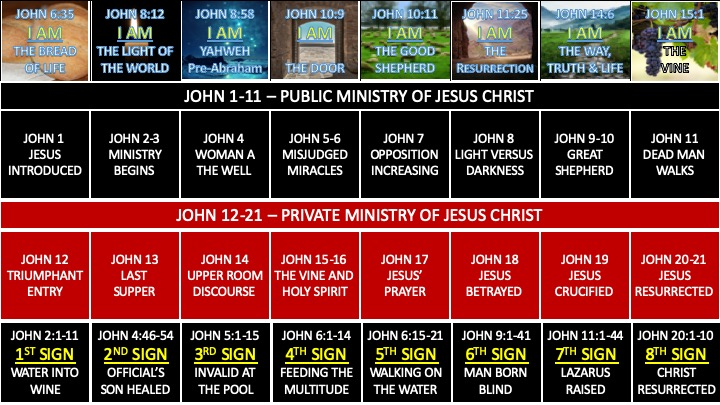 JOHN 6:35
I AM
THE BREAD
OF LIFE
JOHN 8:12
I AM
THE LIGHT OF
THE WORLD
JOHN 8:58
I AM
YAHWEH
Pre-Abraham
JOHN 10:9
I AM
THE DOOR
JOHN 10:11
I AM
THE GOOD
SHEPHERD
JOHN 11:25
I AM
THE
RESURRECTION
JOHN 14:6
I AM
THE WAY,
TRUTH & LIFE
JOHN 15:1
I AM
THE
VINE
JOHN 1-11 – PUBLIC MINISTRY OF JESUS CHRIST
JOHN 1
JESUS
INTRODUCED
JOHN 2-3
MINISTRY
BEGINS
JOHN 4
WOMAN A
THE WELL
JOHN 5-6
MISJUDGED
MIRACLES
JOHN 7
OPPOSITION
INCREASING
JOHN 8
LIGHT VERSUS
DARKNESS
JOHN 9-10
GREAT
SHEPHERD
JOHN 11
DEAD MAN
WALKS
JOHN 12-21 – PRIVATE MINISTRY OF JESUS CHRIST
JOHN 12
TRIUMPHANT
ENTRY
JOHN 13
LAST
SUPPER
JOHN 14
UPPER ROOM
DISCOURSE
JOHN 15-16
THE VINE AND
HOLY SPIRIT
JOHN 17
JESUS’
PRAYER
JOHN 18
JESUS
BETRAYED
JOHN 19
JESUS
CRUCIFIED
JOHN 20-21
JESUS
RESURRECTED
JOHN 2:1-11
1ST SIGN
WATER INTO
WINE
JOHN 4:46-54
2ND SIGN
OFFICIAL’S
SON HEALED
JOHN 5:1-15
3RD SIGN
INVALID AT
THE POOL
JOHN 6:1-14
4TH SIGN
FEEDING THE
MULTITUDE
JOHN 6:15-21
5TH SIGN
WALKING ON
THE WATER
JOHN 9:1-41
6TH SIGN
MAN BORN
BLIND
JOHN 11:1-44
7TH SIGN
LAZARUS
RAISED
JOHN 20:1-10
8TH SIGN
CHRIST
RESURRECTED